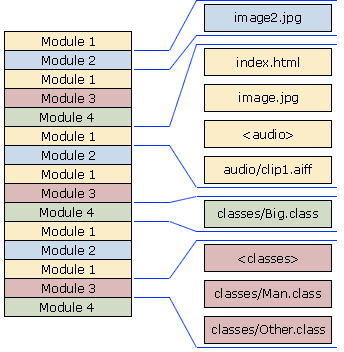 Module 1
Module 2
Module 1
Module 3
Module 4
Module 1
Module 2
Module 1
Module 3
Module 4
Module 1
Module 2
Module 1
Module 3
Module 4
image2.jpg
index.html
image.jpg
<audio>
audio/clip1.aiff
classes/Big.class
<classes>
classes/Man.class
classes/Other.class